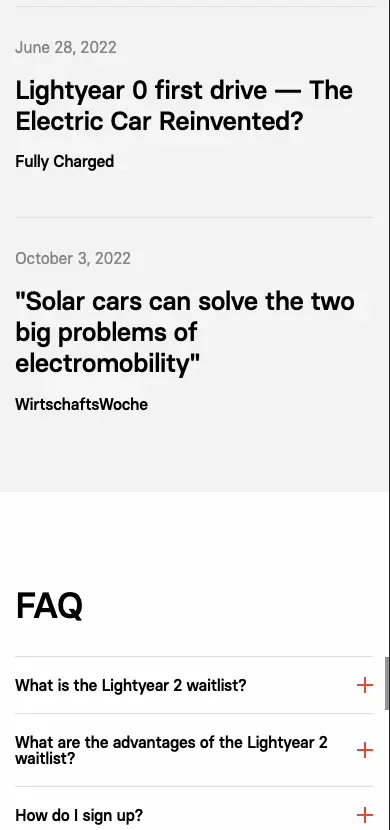 June 28, 2022
Lightyear 0 first drive — The
Electric Car Reinvented?
Fully Charged
October 3, 2022
"Solar cars can solve the two
big problems of
electromobility"
WirtschaftsWoche
FAQ
What is the Lightyear 2 waitlist?
What are the advantages of the Lightyear 2
waitlist?
How do I sign up?